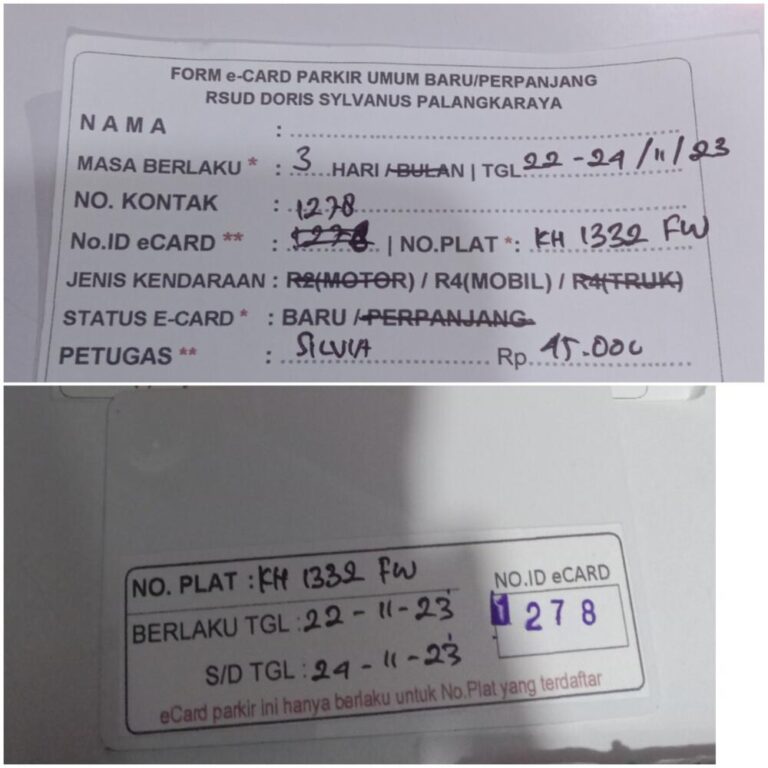 FORM e-CARD PARKIR UMUM BARU/PERPANJANG
RSUD DORIS SYLVANUS PALANGKARAYA
NAMA :
MASA BERLAKU * : 3 HARI / BULAN | TGL 22 - 24 / 11 / 23
NO. KONTAK : 1278
No.ID eCARD ** : 1278 | NO.PLAT *: KH 1332 FW
JENIS KENDARAAN : R2(MOTOR) / R4(MOBIL) / R4(TRUK)
STATUS E-CARD * : BARU / PERPANJANG
PETUGAS ** : SILVIA Rp. 45.000
NO. PLAT : KH 1332 FW
NO.ID eCARD
BERLAKU TGL : 22 - 11 - 23
1278
S/D TGL : 24 - 11 - 23
eCard parkir ini hanya berlaku untuk No.Plat yang terdaftar